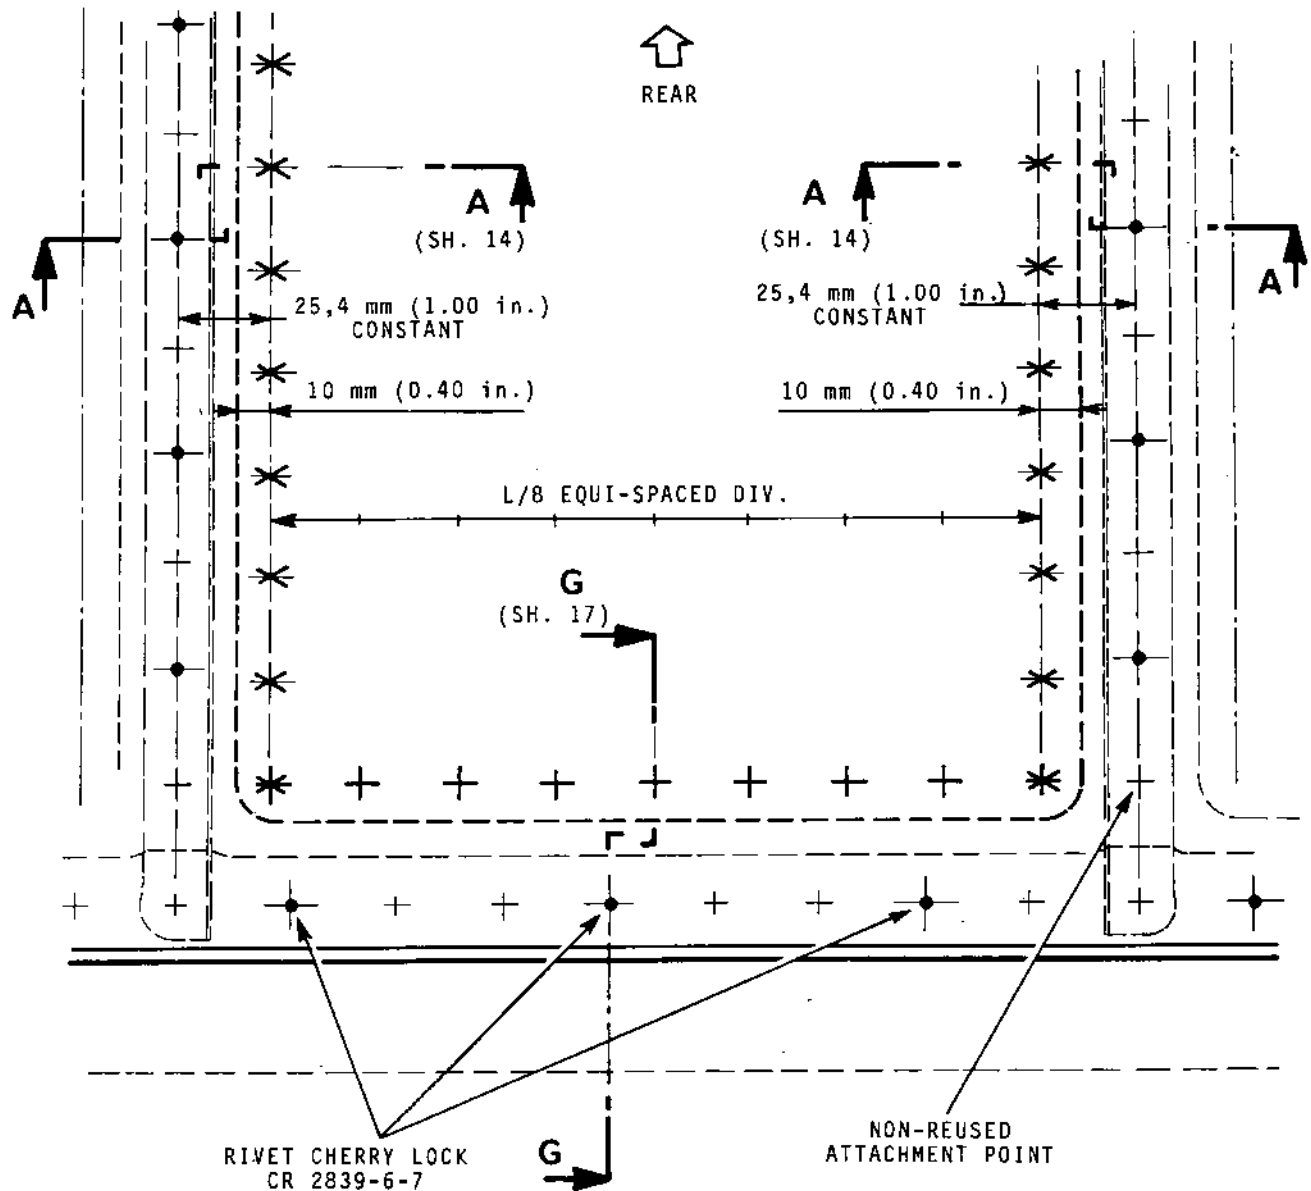 REAR
A
A
(SH. 14)
(SH. 14)
A
A
25,4 mm (1.00 in.)
CONSTANT
25,4 mm (1.00 in.)
CONSTANT
10 mm (0.40 in.)
10 mm (0.40 in.)
L/8 EQUI-SPACED DIV.
G
(SH. 17)
RIVET CHERRY LOCK
CR 2839-6-7
G
NON-REUSED
ATTACHMENT POINT